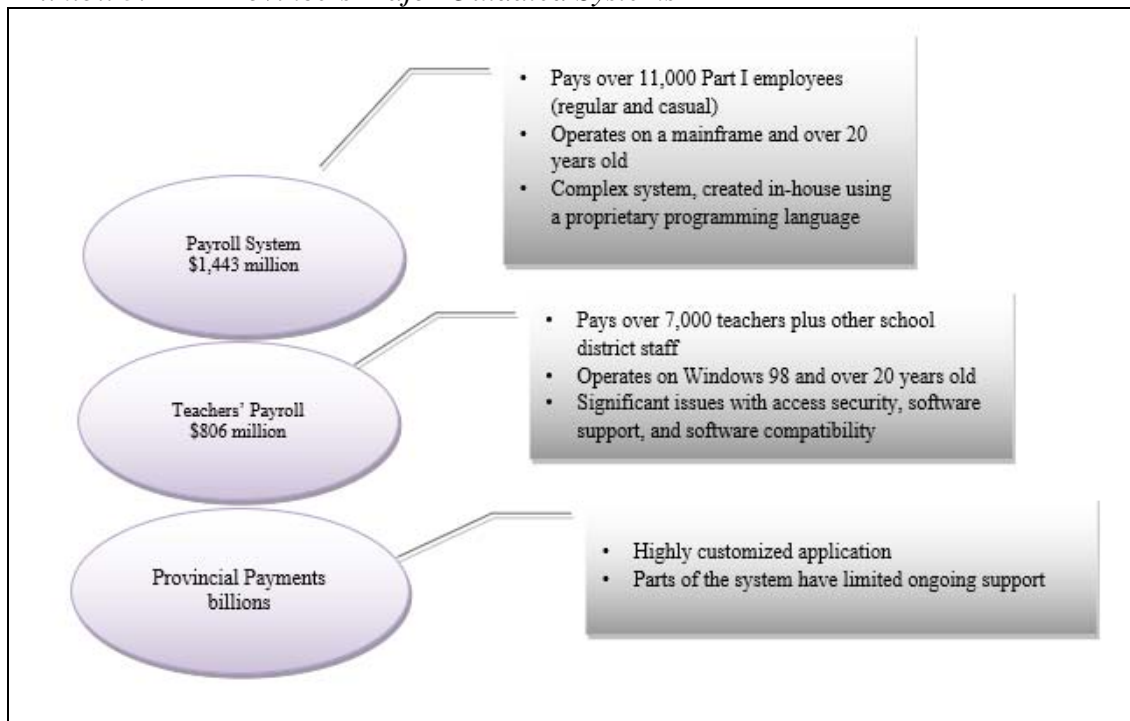 Payroll System
$1,443 million
• Pays over 11,000 Part I employees
(regular and casual)
• Operates on a mainframe and over 20
years old
• Complex system, created in-house using
a proprietary programming language
Teachers’ Payroll
$806 million
• Pays over 7,000 teachers plus other school
district staff
• Operates on Windows 98 and over 20 years old
• Significant issues with access security, software
support, and software compatibility
Provincial Payments
billions
• Highly customized application
• Parts of the system have limited ongoing support